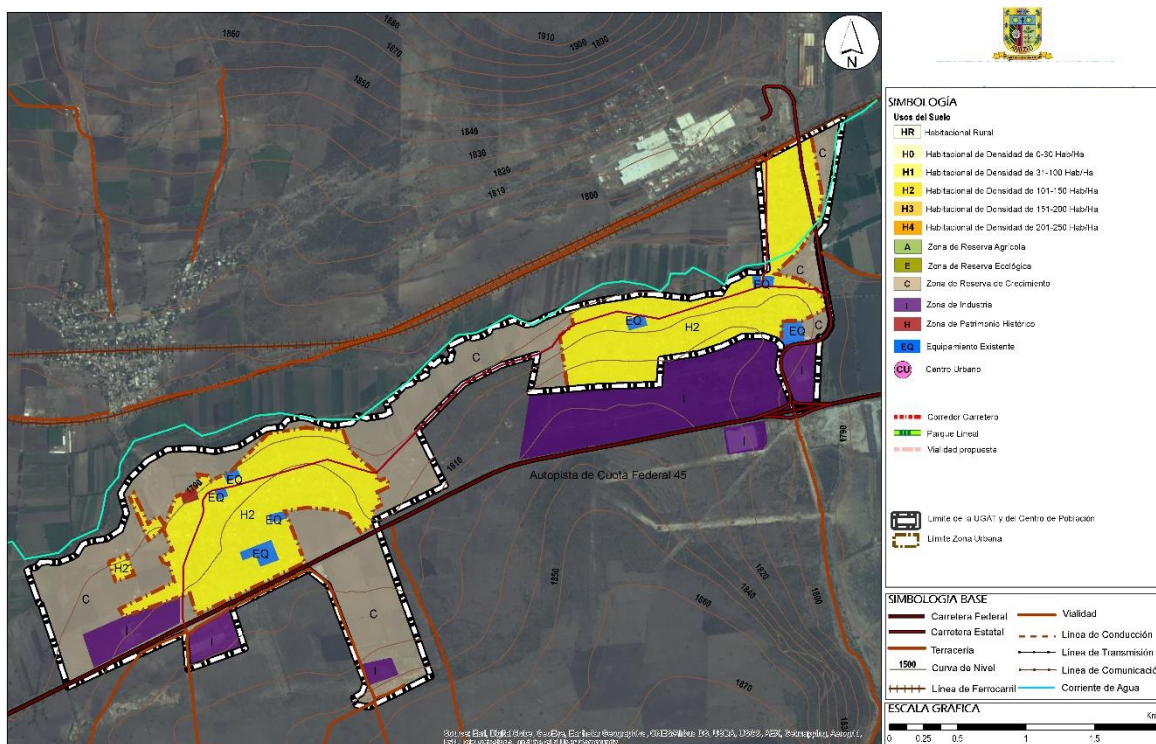 1860
1880
1870
1860
1910
1900
1890
1840
1830
1820
1810
1800
N
C
EQ
C
EQ
H2
EQ
C
C
I
I
I
1790
1810
Autopista de Cuota Federal 45
1790
EQ
EQ
H2
EQ
EQ
H2
C
C
I
I
I
1850
1820
1840
1860
1800
1870
SIMBOLOGÍA
Usos del Suelo
HR Habitacional Rural
H0 Habitacional de Densidad de 0-30 Hab/Ha
H1 Habitacional de Densidad de 31-100 Hab/Ha
H2 Habitacional de Densidad de 101-150 Hab/Ha
H3 Habitacional de Densidad de 151-200 Hab/Ha
H4 Habitacional de Densidad de 201-250 Hab/Ha
A Zona de Reserva Agrícola
E Zona de Reserva Ecológica
C Zona de Reserva de Crecimiento
I Zona de Industria
H Zona de Patrimonio Histórico
EQ Equipamiento Existente
CU Centro Urbano
Corredor Carretero
Parque Lineal
Vialidad propuesta
Limite de la UGAT y del Centro de Población
Límite Zona Urbana
SIMBOLOGIA BASE
Carretera Federal
Carretera Estatal
Terracería
1500 Curva de Nivel
Línea de Ferrocarril
Vialidad
Línea de Conducción
Línea de Transmisión
Línea de Comunicació
Corriente de Agua
ESCALA GRÁFICA
Km
0 0.25 0.5 1 1.5